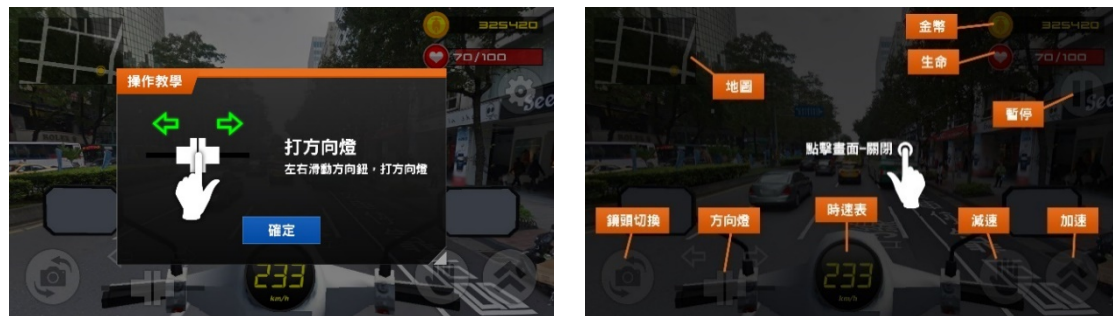 325420
70/100
操作教學
打方向燈
左右滑動方向鈕，打方向燈
確定
233
km/h
See
金幣
325420
生命
70/100
地圖
暫停
See
點擊畫面-關閉
鏡頭切換
方向燈
時速表
減速
加速
233
km/h